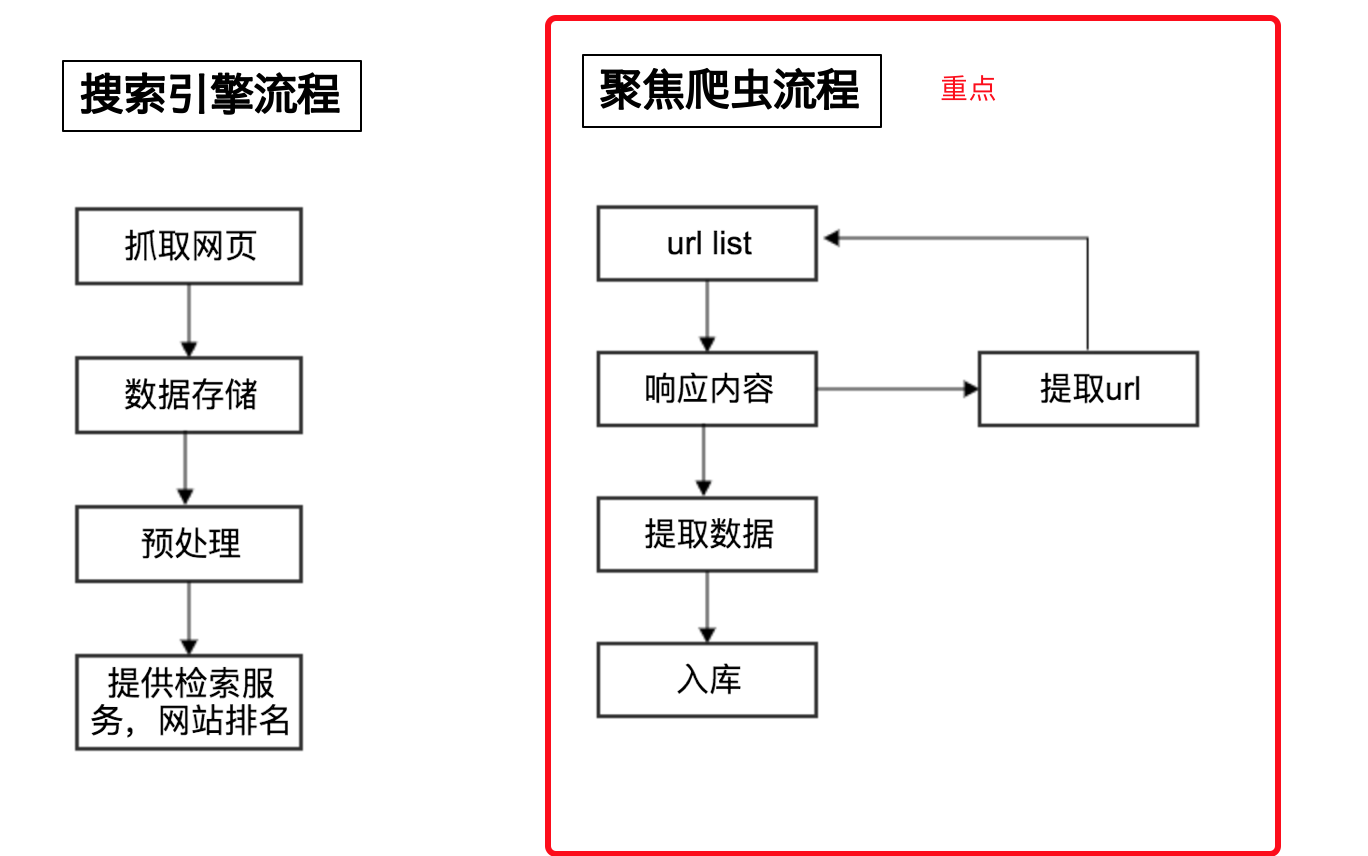 搜索引擎流程
抓取网页
数据存储
预处理
提供检索服
务，网站排名
聚焦爬虫流程
重点
url list
响应内容
提取url
提取数据
入库